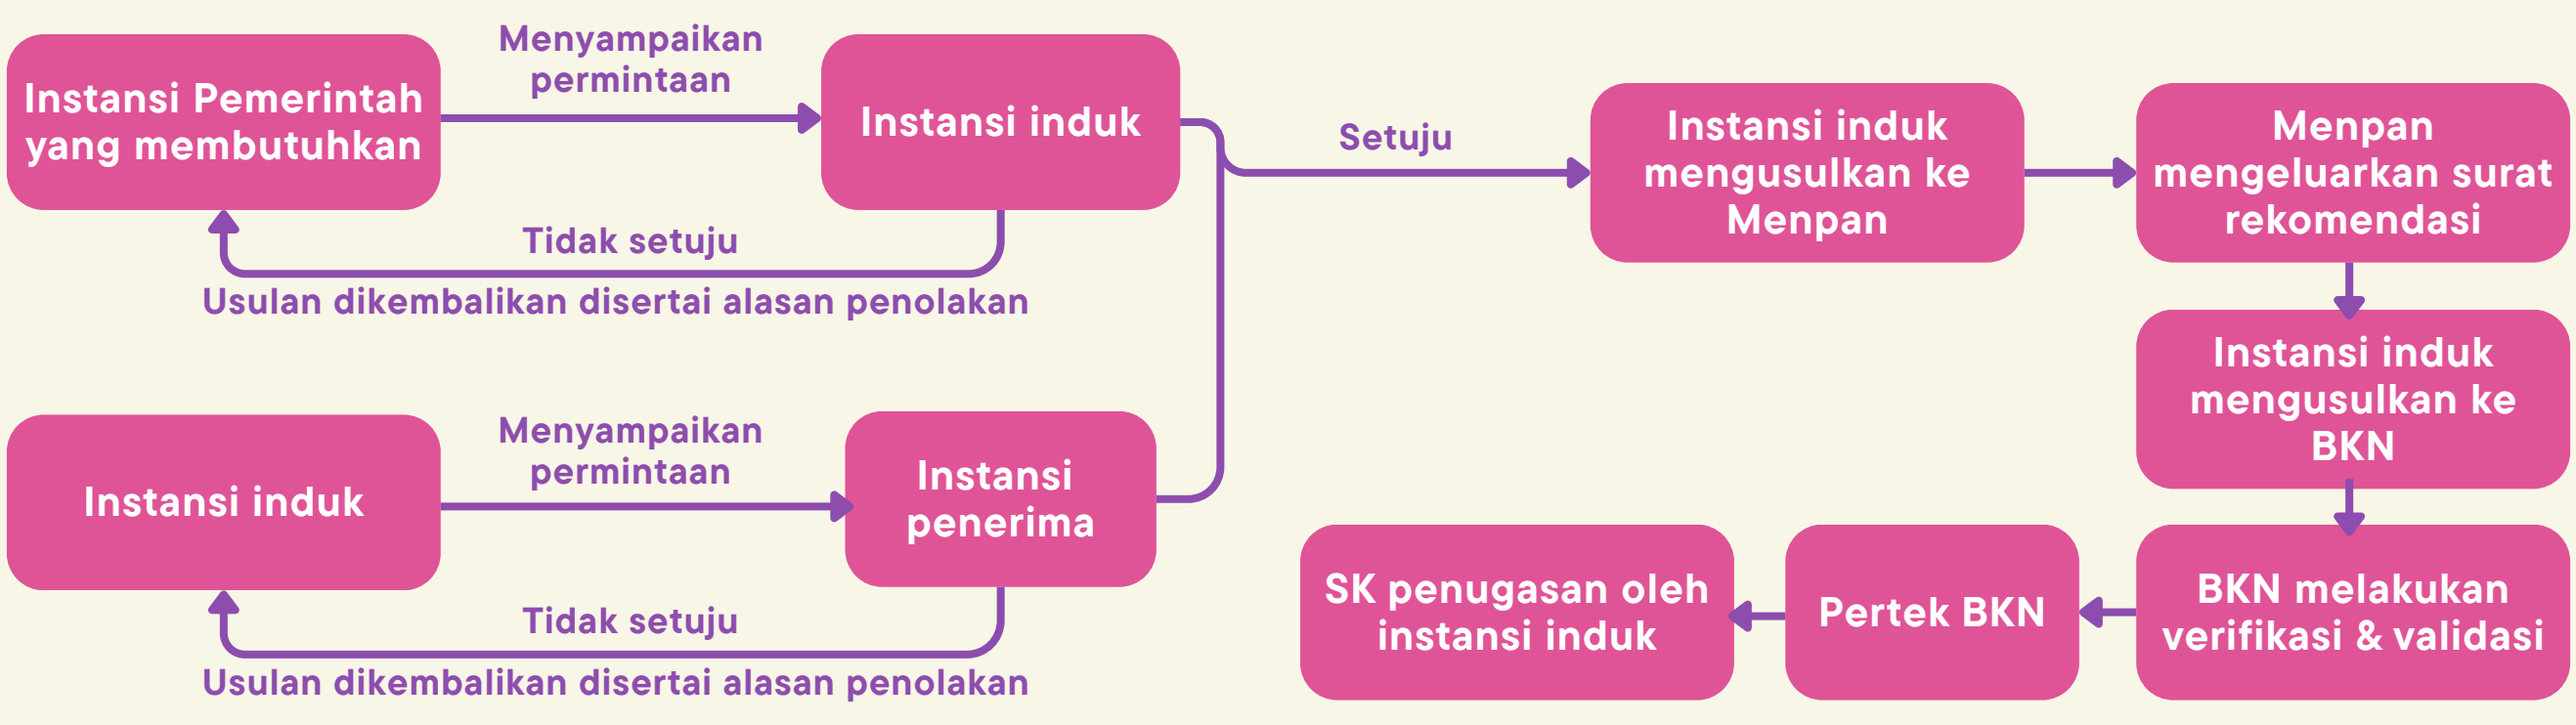 Instansi Pemerintah
yang membutuhkan
Menyampaikan
permintaan
Instansi induk
Tidak setuju
Usulan dikembalikan disertai alasan penolakan
Instansi induk
Menyampaikan
permintaan
Instansi
penerima
Tidak setuju
Usulan dikembalikan disertai alasan penolakan
Setuju
Instansi induk
mengusulkan ke
Menpan
Menpan
mengeluarkan surat
rekomendasi
Instansi induk
mengusulkan ke
BKN
BKN melakukan
verifikasi & validasi
Pertek BKN
SK penugasan oleh
instansi induk